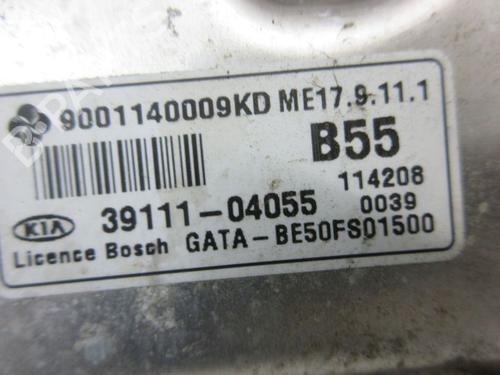 9001140009KD ME17.9.11.1
B55
114208
KIA 39111-04055 0039
Licence Bosch GATA-BE50FS01500